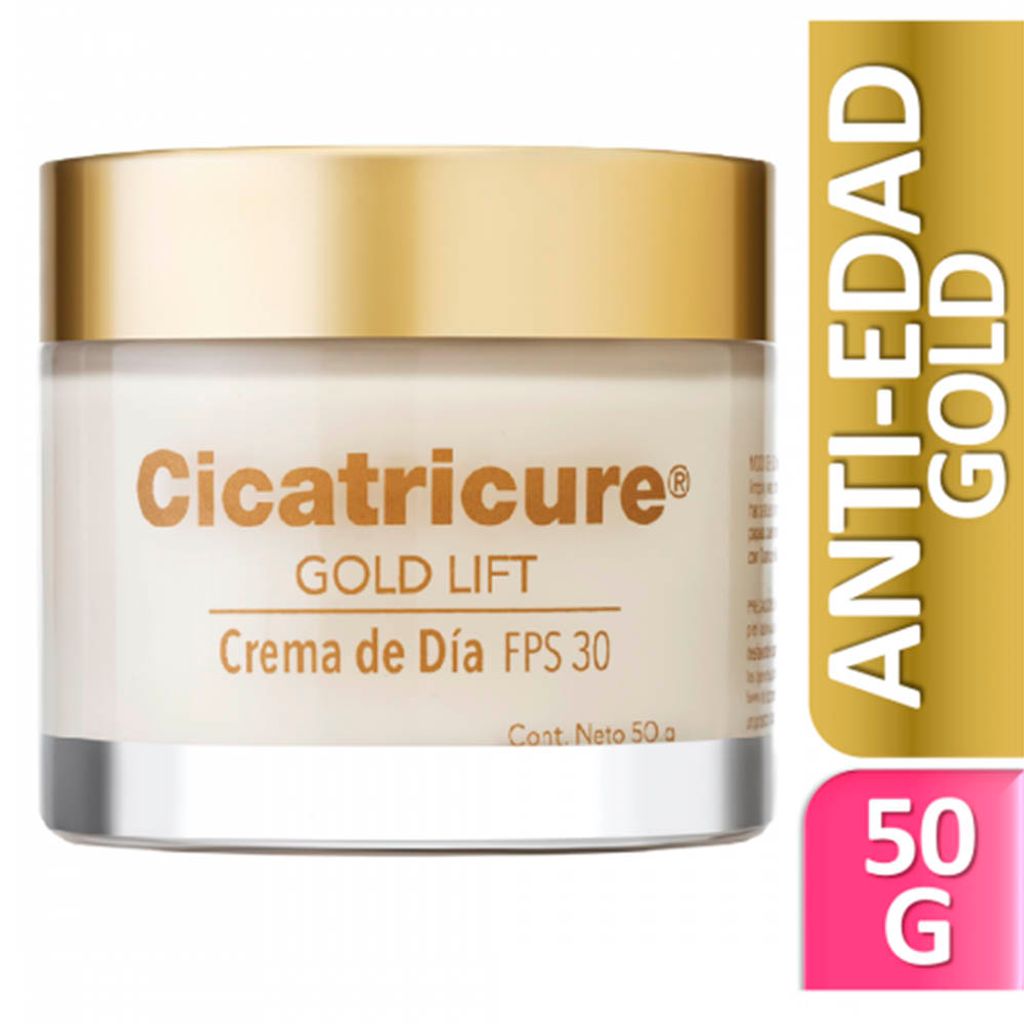 Cicatricure®
GOLD LIFT
Crema de Día FPS 30
Cont. Neto 50 g
ANTI-EDAD
GOLD
50
G